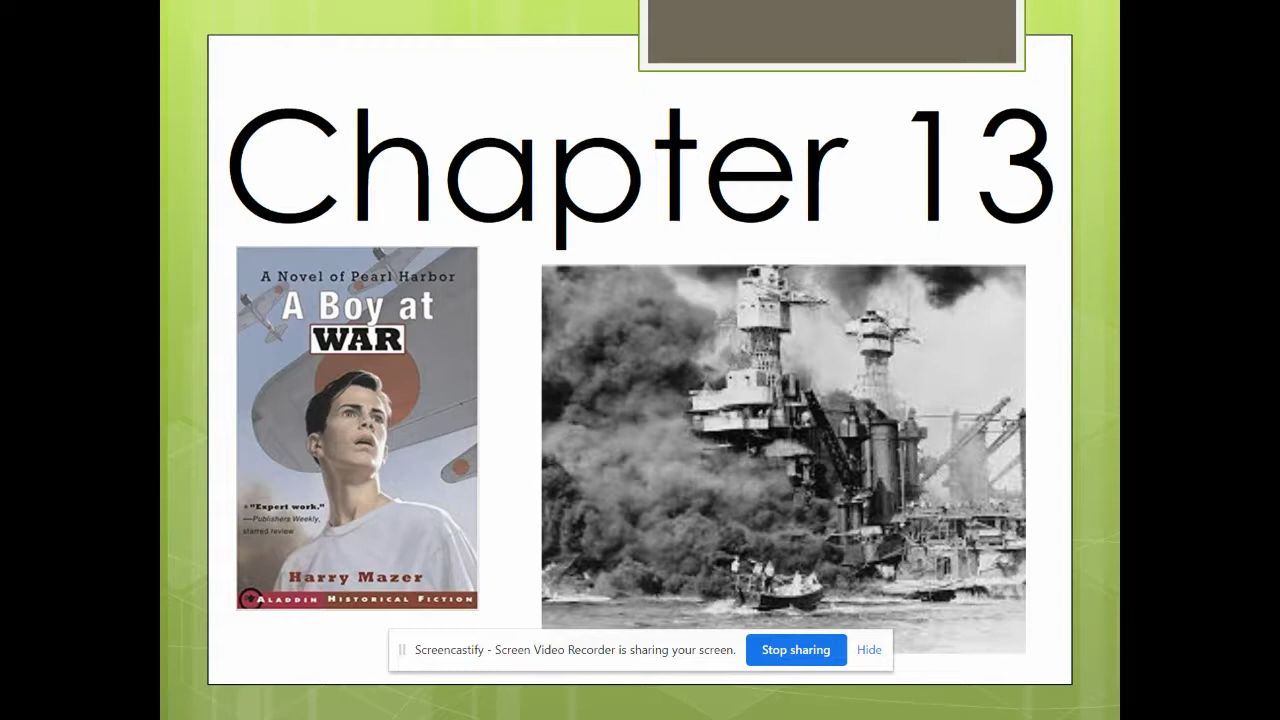 Chapter 13
A Novel of Pearl Harbor
A Boy at
WAR
"Expert work."
—Publishers Weekly,
starred review
Harry Mazer
ALADDIN HISTORICAL FICTION
Screencastify - Screen Video Recorder is sharing your screen.
Stop sharing
Hide